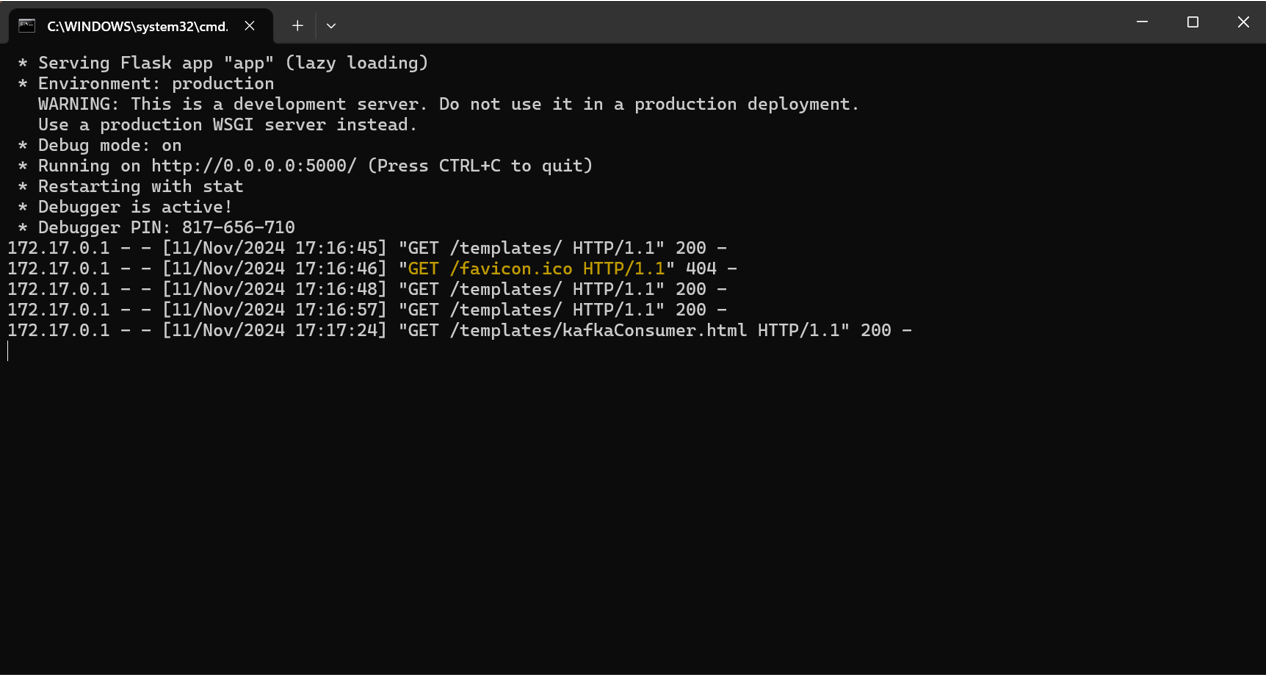 C:\WINDOWS\system32\cmd.
* Serving Flask app "app" (lazy loading)
* Environment: production
WARNING: This is a development server. Do not use it in a production deployment.
Use a production WSGI server instead.
* Debug mode: on
* Running on http://0.0.0.0:5000/ (Press CTRL+C to quit)
* Restarting with stat
* Debugger is active!
* Debugger PIN: 817-656-710
172.17.0.1 - - [11/Nov/2024 17:16:45] "GET /templates/ HTTP/1.1" 200 -
172.17.0.1 - - [11/Nov/2024 17:16:46] "GET /favicon.ico HTTP/1.1" 404 -
172.17.0.1 - - [11/Nov/2024 17:16:48] "GET /templates/ HTTP/1.1" 200 -
172.17.0.1 - - [11/Nov/2024 17:16:57] "GET /templates/ HTTP/1.1" 200 -
172.17.0.1 - - [11/Nov/2024 17:17:24] "GET /templates/kafkaConsumer.html HTTP/1.1" 200 -